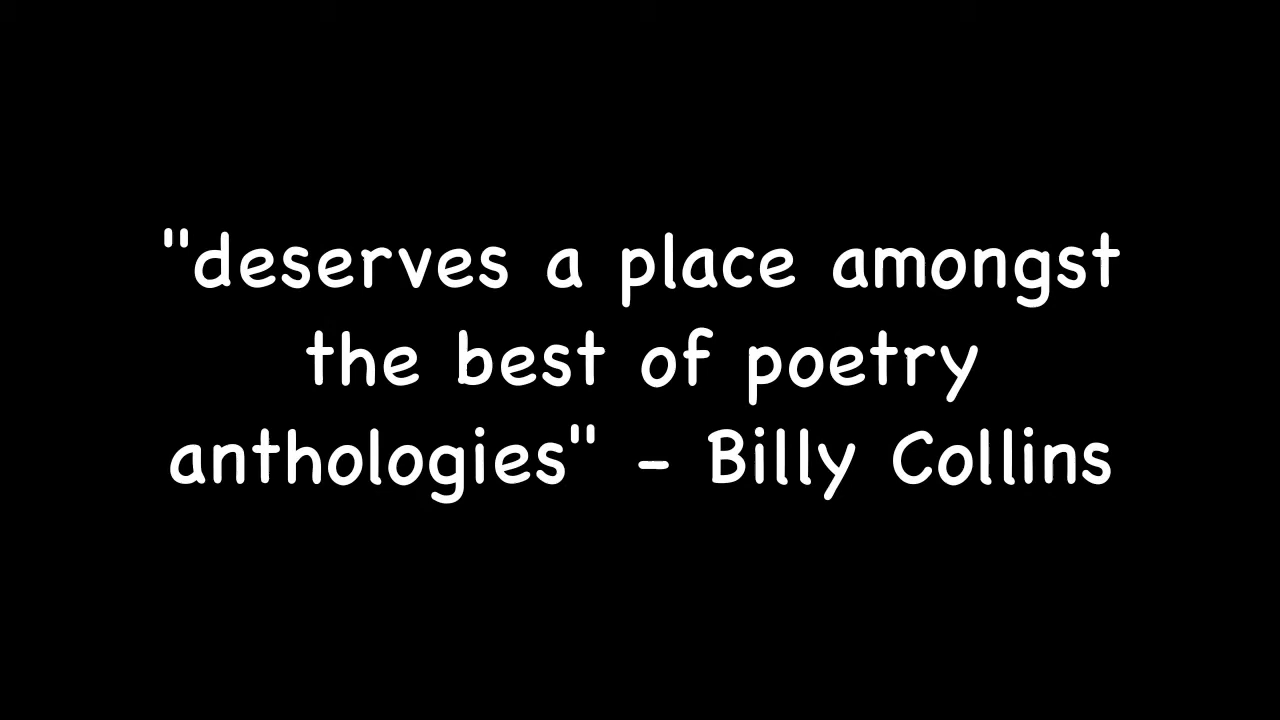 "deserves a place amongst
the best of poetry
anthologies" - Billy Collins